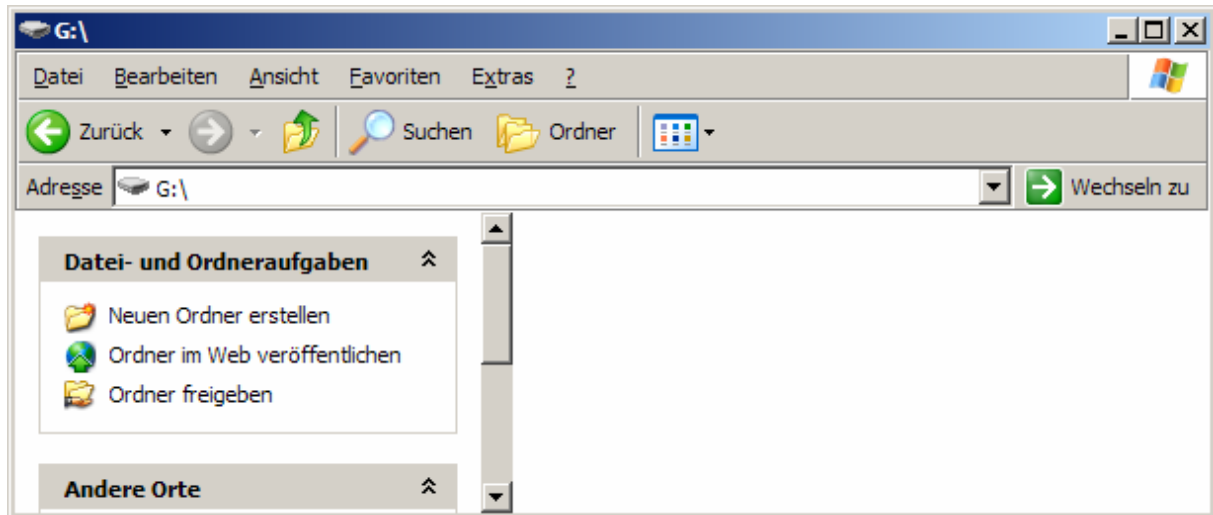 G:\
Datei Bearbeiten Ansicht Favoriten Extras ?
Zurück Suchen Ordner
Adresse G:\ Wechseln zu
Datei- und Ordneraufgaben
Neuen Ordner erstellen
Ordner im Web veröffentlichen
Ordner freigeben
Andere Orte